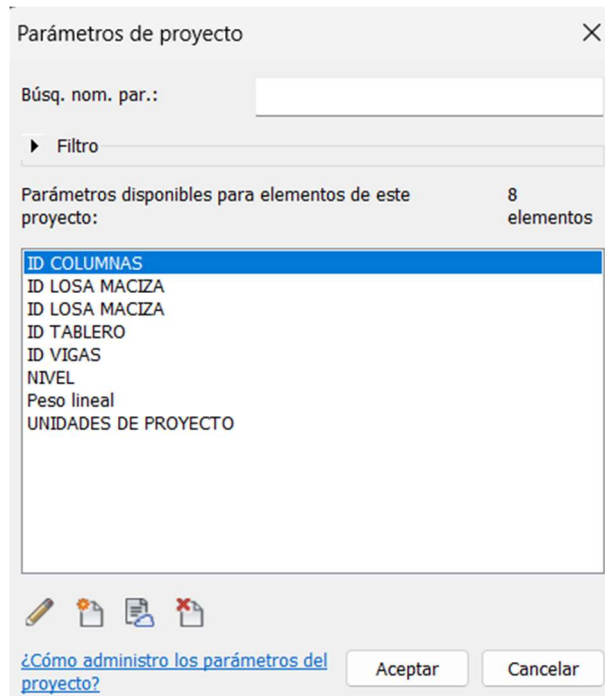 Parámetros de proyecto
Búsq. nom. par.:
Filtro
Parámetros disponibles para elementos de este
proyecto:
8
elementos
ID COLUMNAS
ID LOSA MACIZA
ID LOSA MACIZA
ID TABLERO
ID VIGAS
NIVEL
Peso lineal
UNIDADES DE PROYECTO
¿Cómo administro los parámetros del
proyecto?
Aceptar
Cancelar